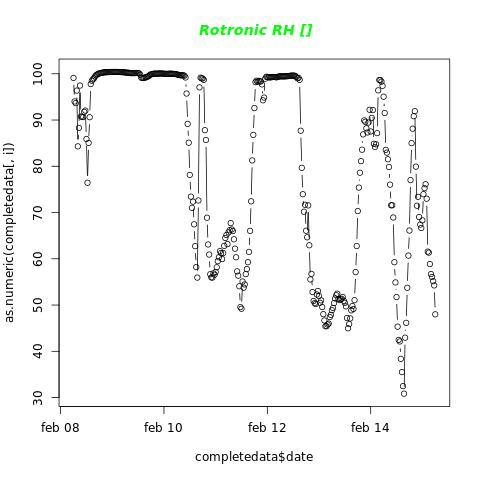 Rotronic RH []
as.numeric(completedata[, i])
100
90
80
70
60
50
40
30
feb 08 feb 10 feb 12 feb 14
completedata$date